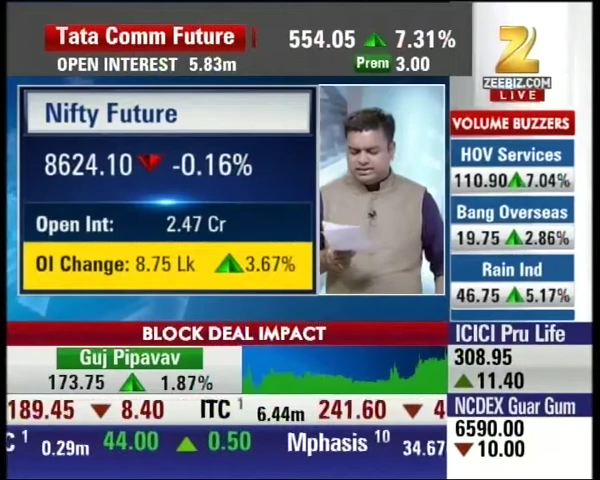 Tata Comm Future 554.05 7.31%
OPEN INTEREST 5.83m Prem 3.00
Z
ZEEBIZ.COM
LIVE
Nifty Future
8624.10 -0.16%
Open Int: 2.47 Cr
OI Change: 8.75 Lk 3.67%
VOLUME BUZZERS
HOV Services
110.90 7.04%
Bang Overseas
19.75 2.86%
Rain Ind
46.75 5.17%
BLOCK DEAL IMPACT
Guj Pipavav
173.75 1.87%
ICICI Pru Life
308.95
11.40
NCDEX Guar Gum
6590.00
10.00
189.45 8.40 ITC 1 6.44m 241.60 4
C 1 0.29m 44.00 0.50 Mphasis 10 34.67